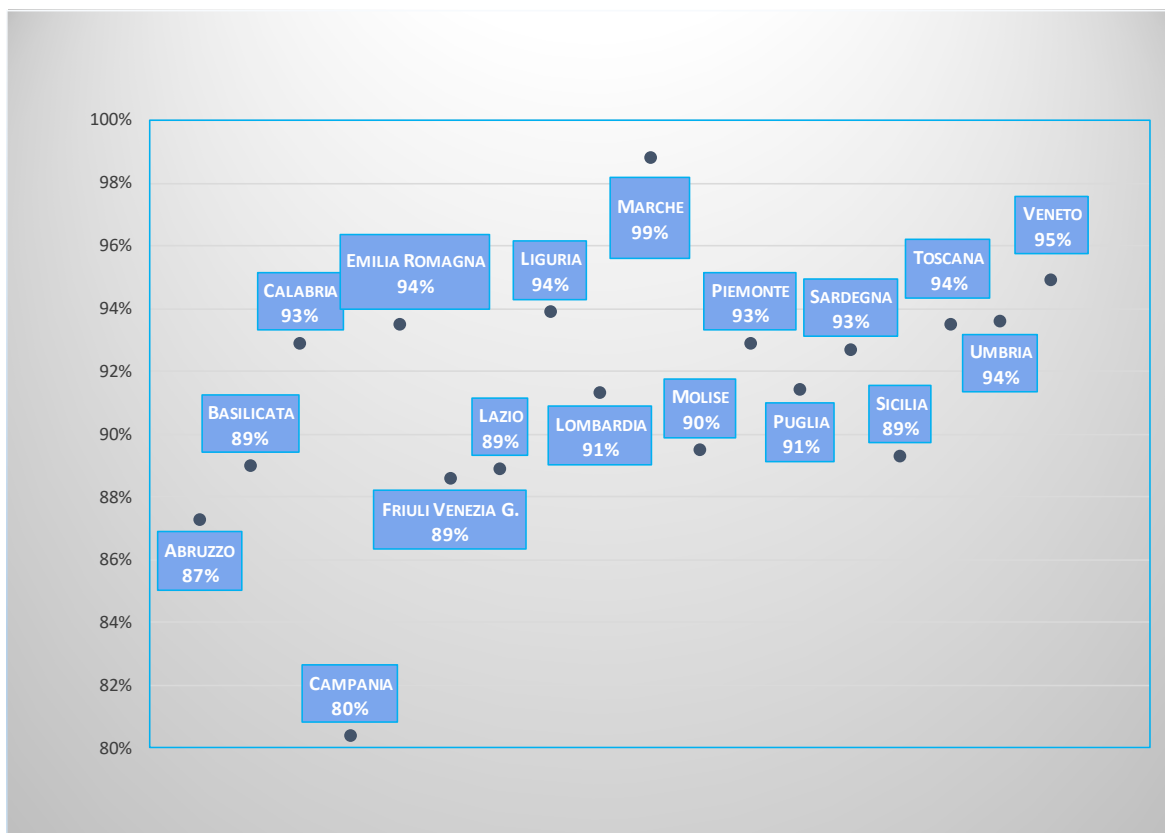 100%
98%
96%
94%
92%
90%
88%
86%
84%
82%
80%
ABRUZZO
87%
BASILICATA
89%
CALABRIA
93%
CAMPANIA
80%
EMILIA ROMAGNA
94%
FRIULI VENEZIA G.
89%
LAZIO
89%
LIGURIA
94%
LOMBARDIA
91%
MARCHE
99%
MOLISE
90%
PIEMONTE
93%
PUGLIA
91%
SARDEGNA
93%
SICILIA
89%
TOSCANA
94%
UMBRIA
94%
VENETO
95%